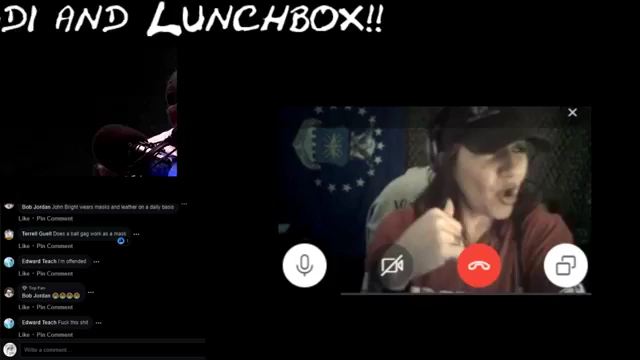 DI AND LUNCHBOX!!
Bob Jordan John Bright wears masks and leather on a daily basis
Like · Pin Comment
Terrell Guell Does a ball gag work as a mask
1
Like · Pin Comment
Edward Teach I'm offended
Like · Pin Comment
Top Fan
Bob Jordan 😷😷😷😷
Like · Pin Comment
Edward Teach Fuck this shit
Like · Pin Comment
Write a comment...